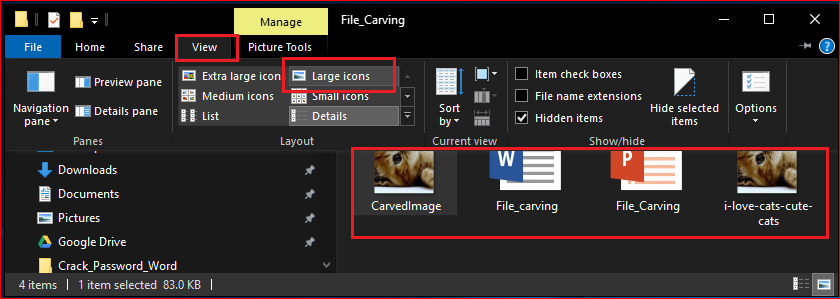 Manage
File_Carving
File Home Share View Picture Tools
Navigation pane
Preview pane
Details pane
Panes
Extra large icons
Large icons
Medium icons
Small icons
List
Details
Layout
Sort by
Current view
Item check boxes
File name extensions
Hidden items
Hide selected items
Show/hide
Options
Downloads
Documents
Pictures
Google Drive
Crack_Password_Word
CarvedImage
File_carving
File_Carving
i-love-cats-cute-
cats
4 items 1 item selected 83.0 KB